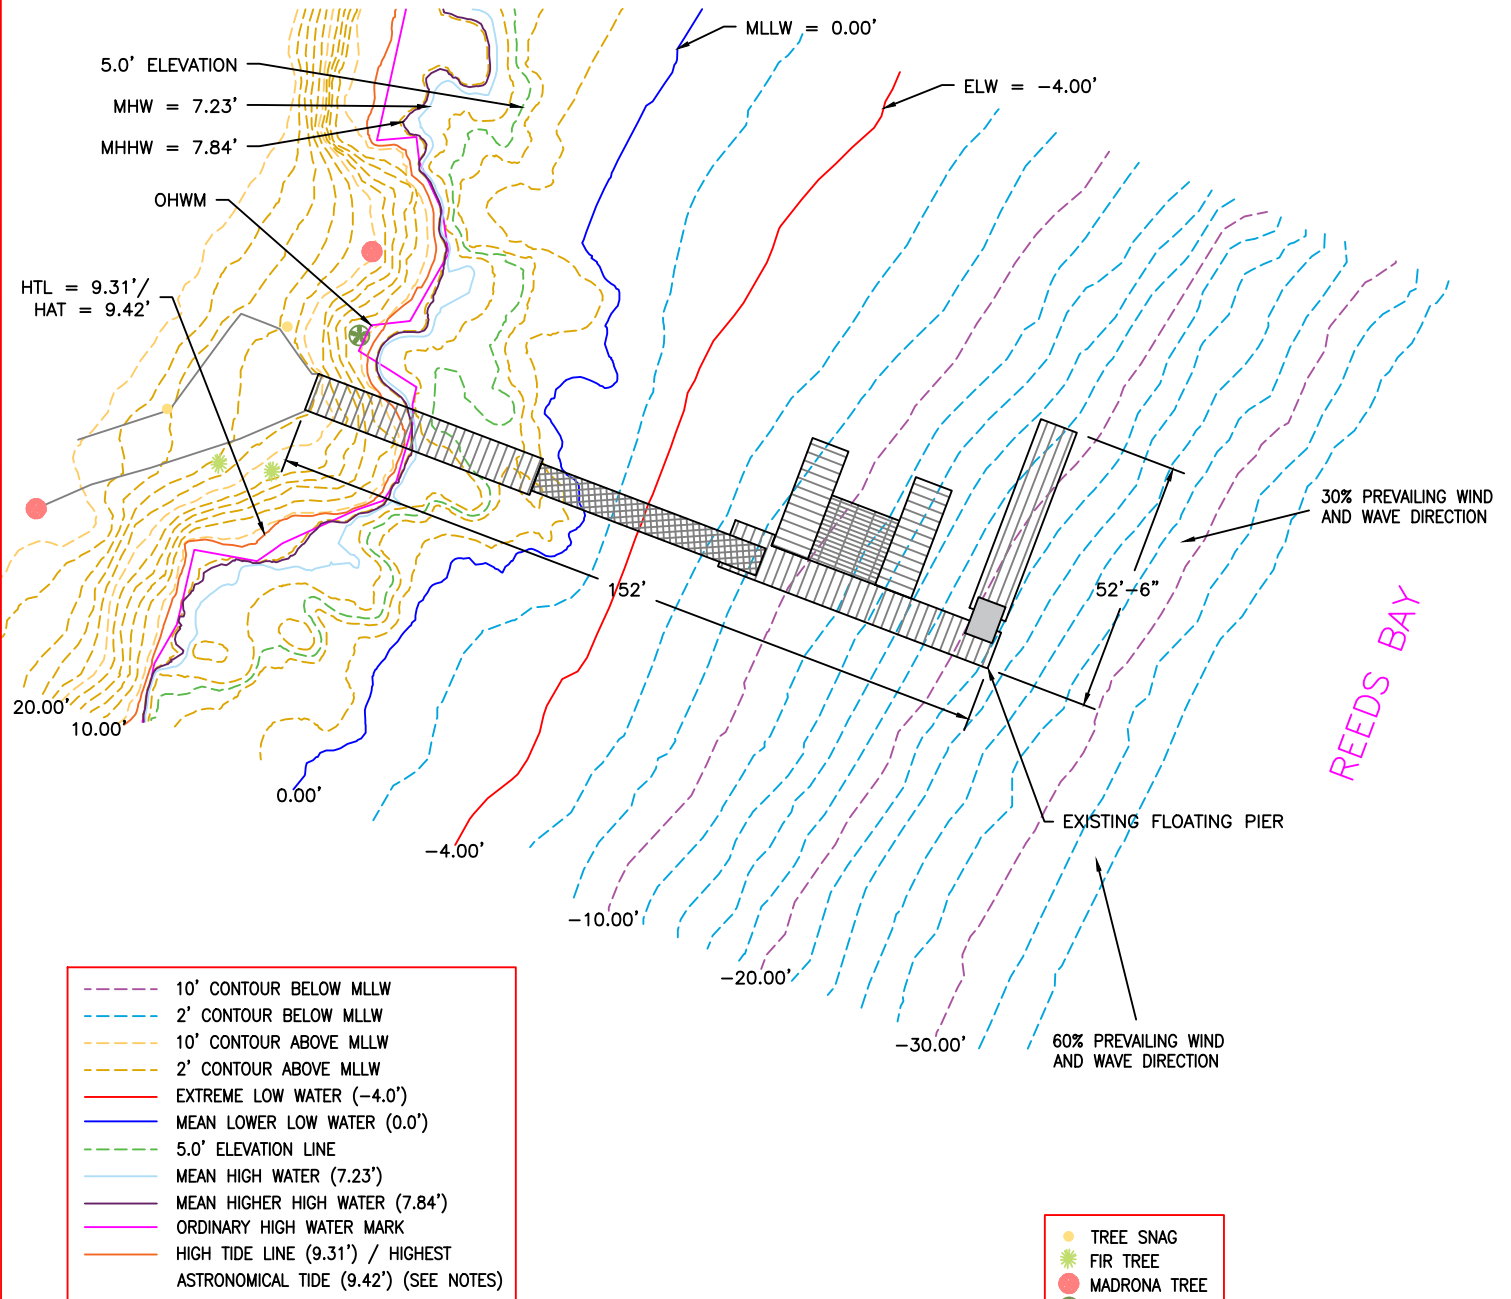 MLLW = 0.00'
5.0' ELEVATION
ELW = -4.00'
MHW = 7.23'
MHHW = 7.84'
OHWM
HTL = 9.31'/
HAT = 9.42'
30% PREVAILING WIND
AND WAVE DIRECTION
152'
52'-6"
REEDS BAY
20.00'
10.00'
0.00'
EXISTING FLOATING PIER
-4.00'
-10.00'
-20.00'
-30.00'
60% PREVAILING WIND
AND WAVE DIRECTION
10' CONTOUR BELOW MLLW
2' CONTOUR BELOW MLLW
10' CONTOUR ABOVE MLLW
2' CONTOUR ABOVE MLLW
EXTREME LOW WATER (-4.0')
MEAN LOWER LOW WATER (0.0')
5.0' ELEVATION LINE
MEAN HIGH WATER (7.23')
MEAN HIGHER HIGH WATER (7.84')
ORDINARY HIGH WATER MARK
HIGH TIDE LINE (9.31') / HIGHEST
ASTRONOMICAL TIDE (9.42') (SEE NOTES)
TREE SNAG
FIR TREE
MADRONA TREE